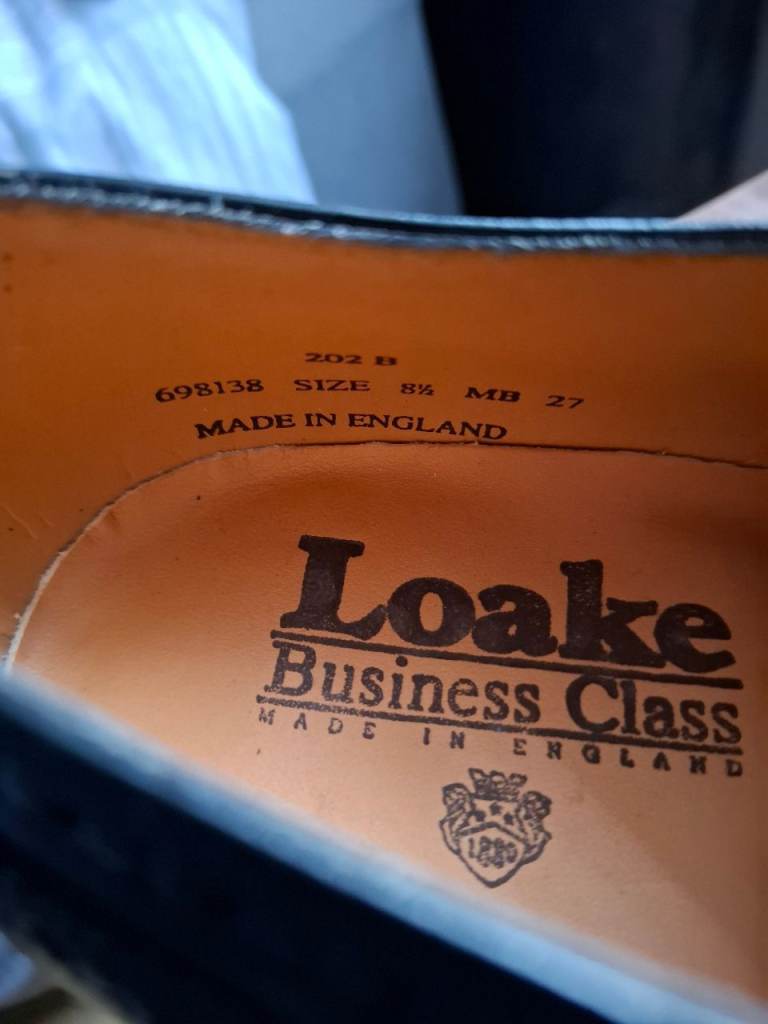 202 B
698138 SIZE 8½ MB 27
MADE IN ENGLAND
Loake
Business Class
MADE IN ENGLAND
1880